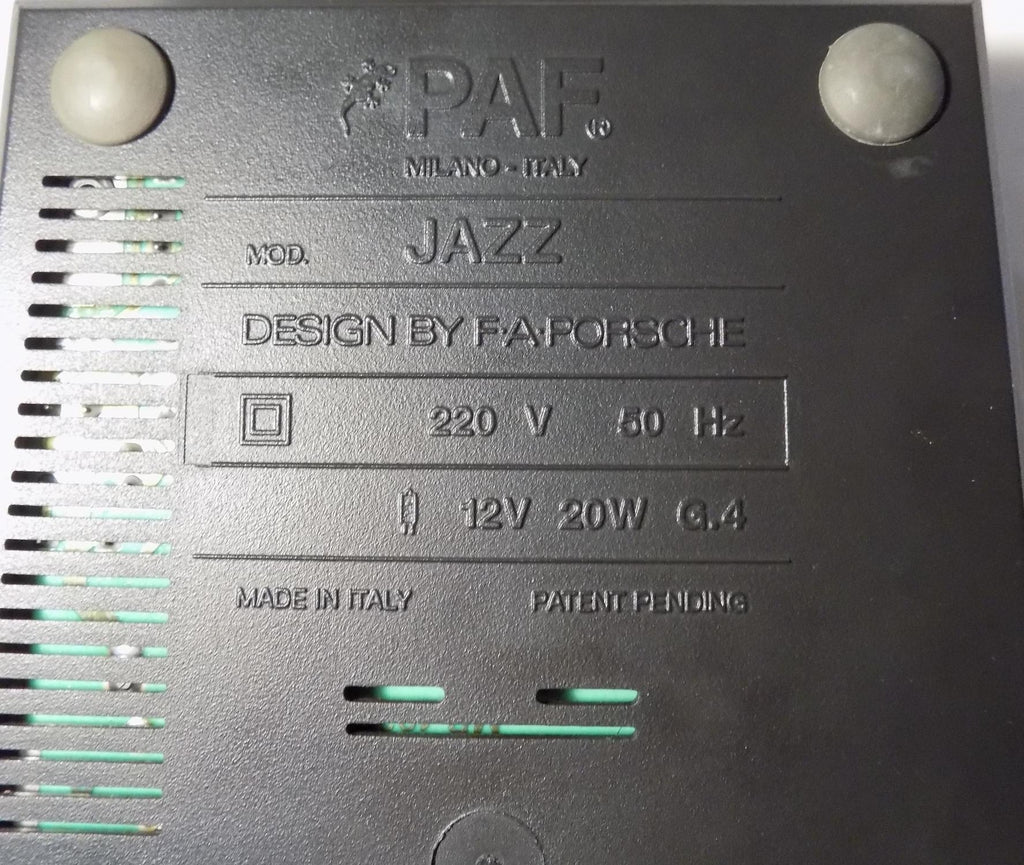 PAF®
MILANO - ITALY
MOD. JAZZ
DESIGN BY F·A·PORSCHE
220 V 50 Hz
12V 20W G.4
MADE IN ITALY PATENT PENDING